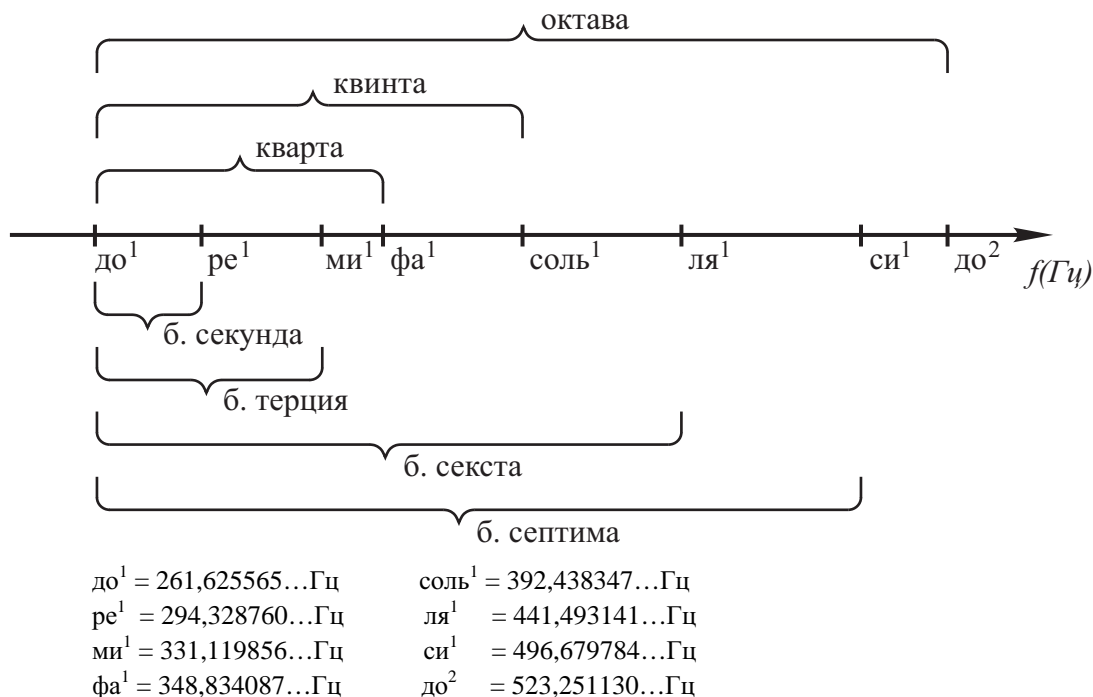 октава
квинта
кварта
до¹ ре¹ ми¹ фа¹ соль¹ ля¹ си¹ до²
f(Гц)
б. секунда
б. терция
б. секста
б. септима
до¹ = 261,625565…Гц соль¹ = 392,438347…Гц
ре¹ = 294,328760…Гц ля¹ = 441,493141…Гц
ми¹ = 331,119856…Гц си¹ = 496,679784…Гц
фа¹ = 348,834087…Гц до² = 523,251130…Гц